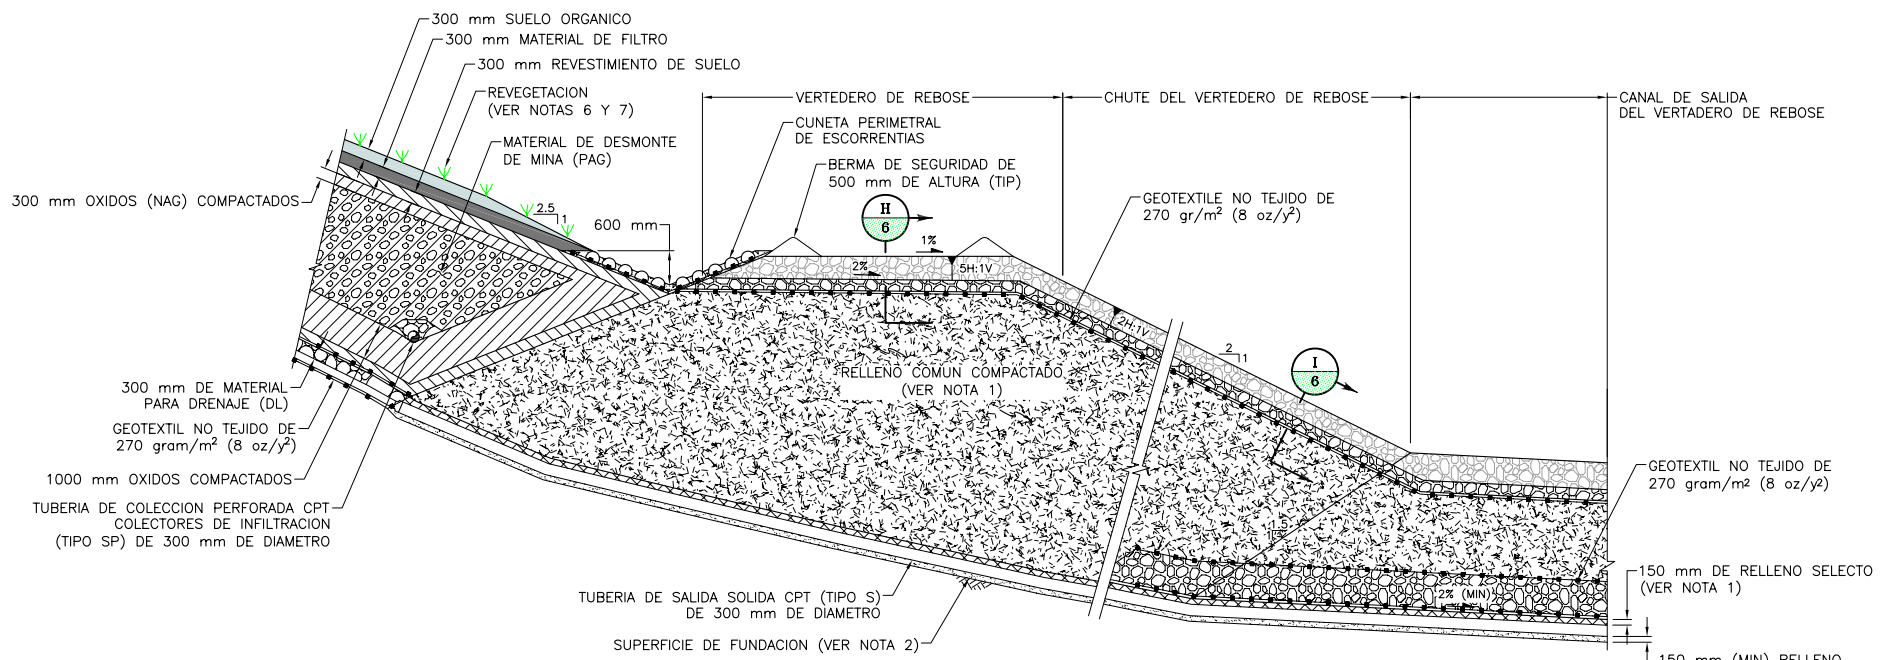 300 mm SUELO ORGANICO
300 mm MATERIAL DE FILTRO
300 mm REVESTIMIENTO DE SUELO
REVEGETACION
(VER NOTAS 6 Y 7)
MATERIAL DE DESMONTE
DE MINA (PAG)
300 mm OXIDOS (NAG) COMPACTADOS
2.5
1
600 mm
VERTEDERO DE REBOSE
CHUTE DEL VERTEDERO DE REBOSE
CANAL DE SALIDA
DEL VERTADERO DE REBOSE
CUNETA PERIMETRAL
DE ESCORRENTIAS
BERMA DE SEGURIDAD DE
500 mm DE ALTURA (TIP)
H
6
1%
2%
5H:1V
GEOTEXTILE NO TEJIDO DE
270 gr/m² (8 oz/y²)
2H:1V
2
1
I
6
RELLENO COMUN COMPACTADO
(VER NOTA 1)
300 mm DE MATERIAL
PARA DRENAJE (DL)
GEOTEXTIL NO TEJIDO DE
270 gram/m² (8 oz/y²)
1000 mm OXIDOS COMPACTADOS
TUBERIA DE COLECCION PERFORADA CPT
COLECTORES DE INFILTRACION
(TIPO SP) DE 300 mm DE DIAMETRO
GEOTEXTIL NO TEJIDO DE
270 gram/m² (8 oz/y²)
1.5
1
2% (MIN)
150 mm DE RELLENO SELECTO
(VER NOTA 1)
TUBERIA DE SALIDA SOLIDA CPT (TIPO S)
DE 300 mm DE DIAMETRO
SUPERFICIE DE FUNDACION (VER NOTA 2)
150 mm (MIN) RELLENO